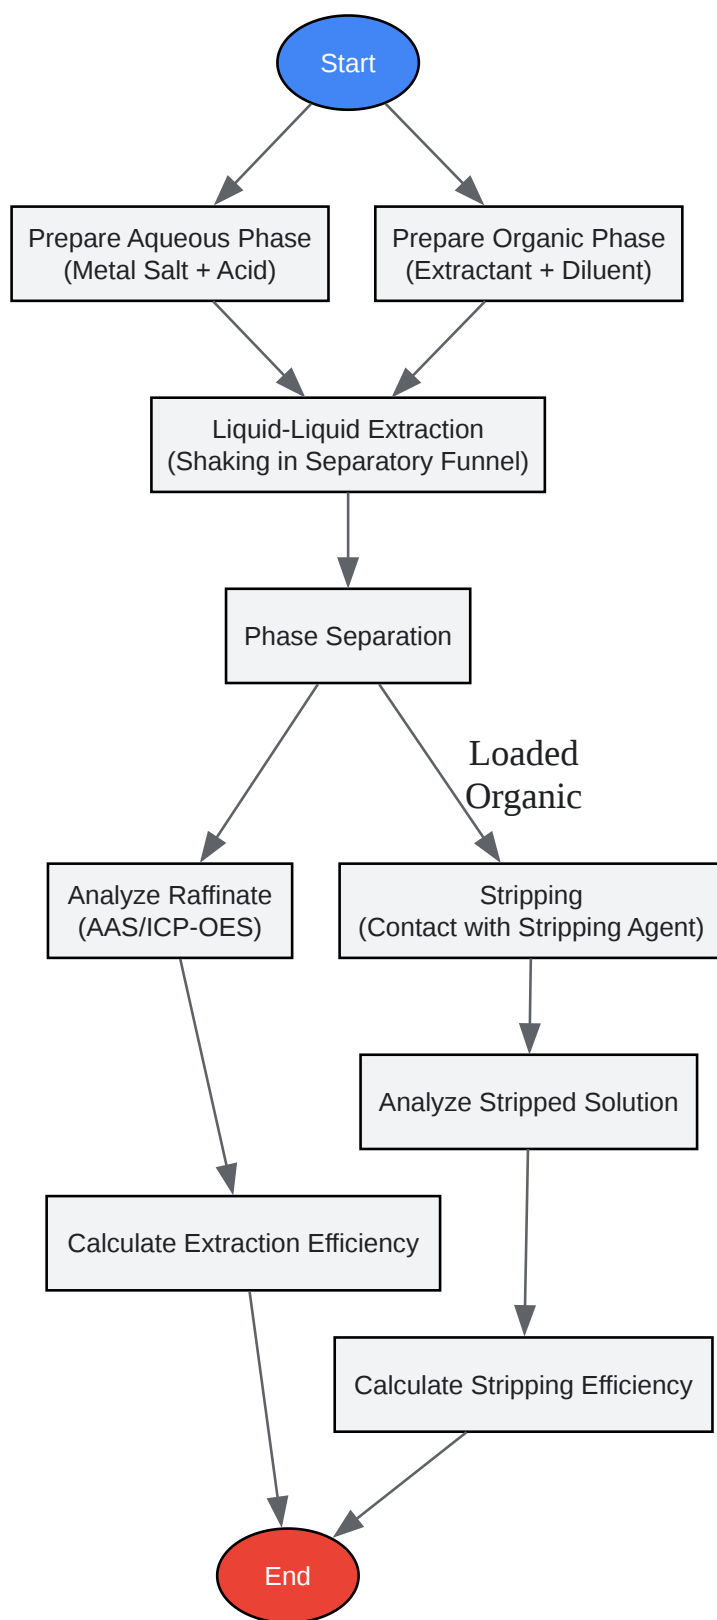 Start
Prepare Aqueous Phase
(Metal Salt + Acid)
Prepare Organic Phase
(Extractant + Diluent)
Liquid-Liquid Extraction
(Shaking in Separatory Funnel)
Phase Separation
Loaded
Organic
Analyze Raffinate
(AAS/ICP-OES)
Stripping
(Contact with Stripping Agent)
Analyze Stripped Solution
Calculate Extraction Efficiency
Calculate Stripping Efficiency
End